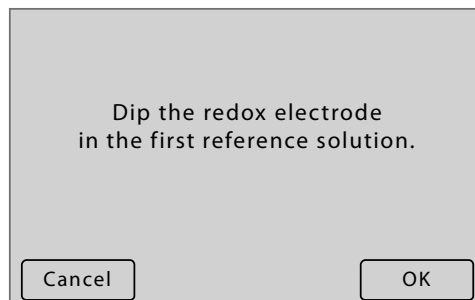 Dip the redox electrode
in the first reference solution.
Cancel
OK